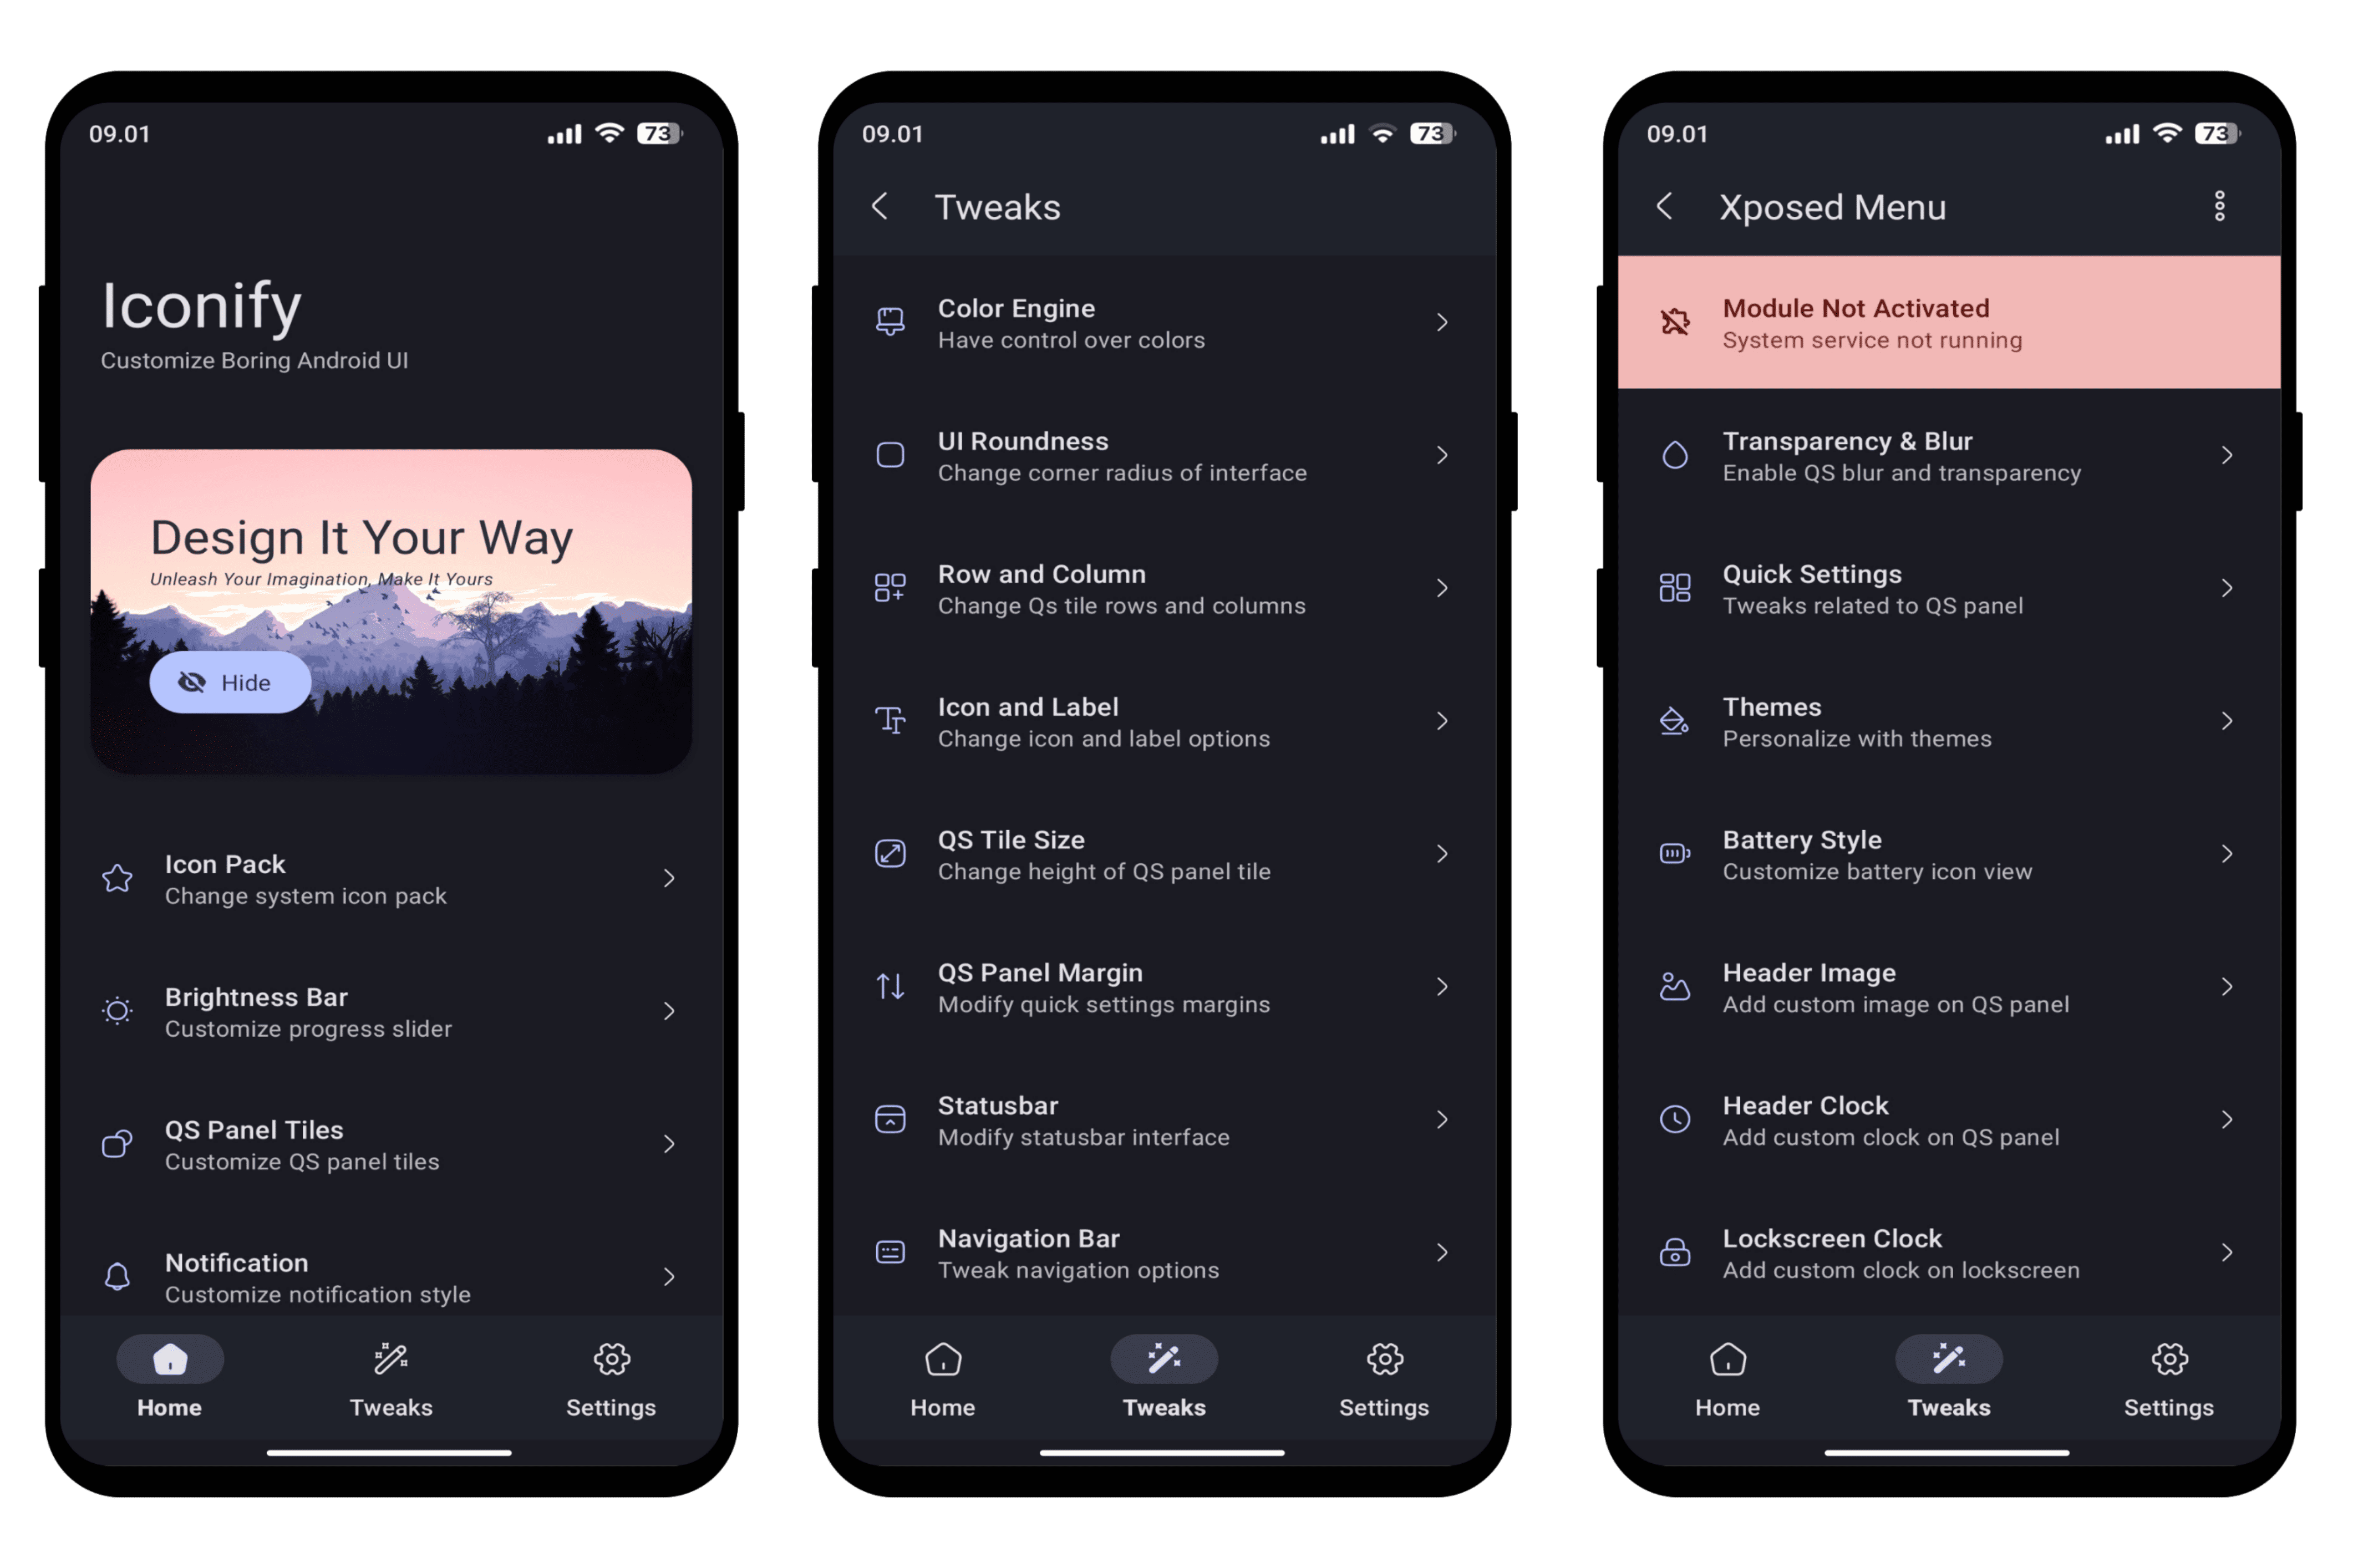 09.01
73
Iconify
Customize Boring Android UI
Design It Your Way
Unleash Your Imagination, Make It Yours
Hide
Icon Pack
Change system icon pack
Brightness Bar
Customize progress slider
QS Panel Tiles
Customize QS panel tiles
Notification
Customize notification style
Home
Tweaks
Settings
09.01
73
Tweaks
Color Engine
Have control over colors
UI Roundness
Change corner radius of interface
Row and Column
Change Qs tile rows and columns
Icon and Label
Change icon and label options
QS Tile Size
Change height of QS panel tile
QS Panel Margin
Modify quick settings margins
Statusbar
Modify statusbar interface
Navigation Bar
Tweak navigation options
Home
Tweaks
Settings
09.01
73
Xposed Menu
Module Not Activated
System service not running
Transparency & Blur
Enable QS blur and transparency
Quick Settings
Tweaks related to QS panel
Themes
Personalize with themes
Battery Style
Customize battery icon view
Header Image
Add custom image on QS panel
Header Clock
Add custom clock on QS panel
Lockscreen Clock
Add custom clock on lockscreen
Home
Tweaks
Settings